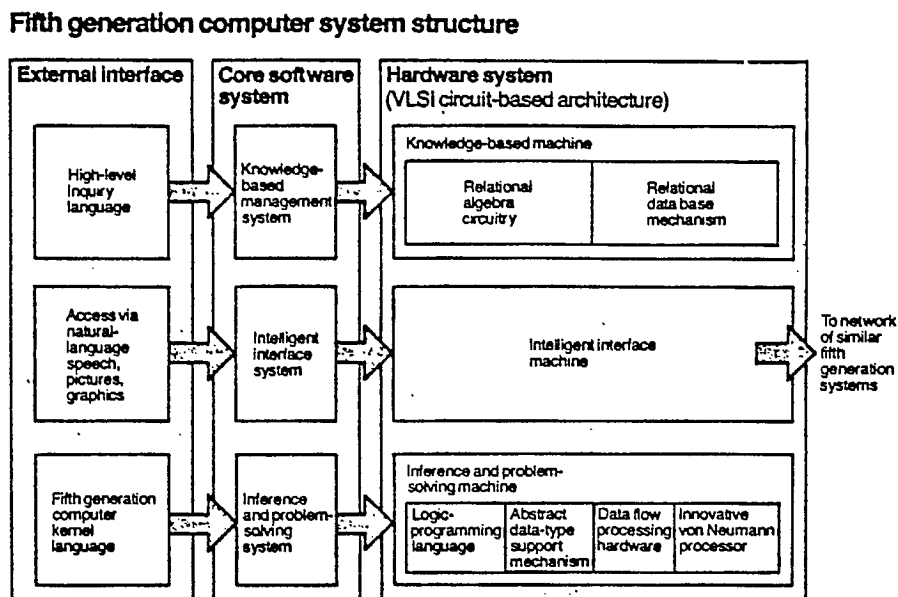 Fifth generation computer system structure
External interface
Core software
system
Hardware system
(VLSI circuit-based architecture)
High-level
Inquiry
language
Knowledge-
based
management
system
Knowledge-based machine
Relational
algebra
circuitry
Relational
data base
mechanism
Access via
natural-
language
speech,
pictures,
graphics
Intelligent
interface
system
Intelligent interface
machine
To network
of similar
fifth
generation
systems
Fifth generation
computer
kernel
language
Inference
and problem-
solving
system
Inference and problem-
solving machine
Logic-
programming
language
Abstract
data-type
support
mechanism
Data flow
processing
hardware
Innovative
von Neumann
processor